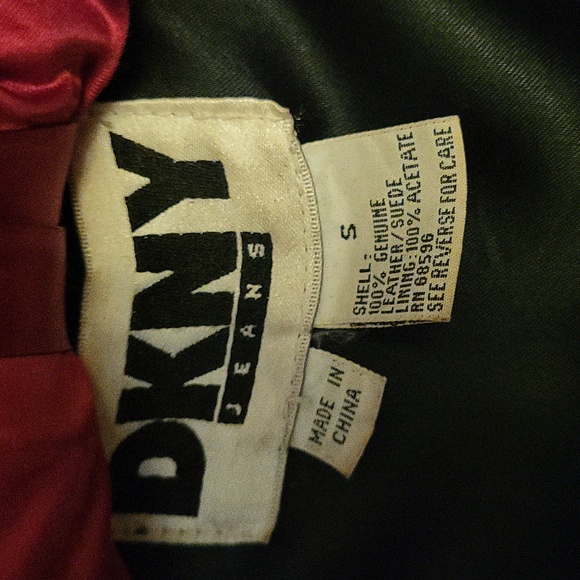 DKNY
JEANS
S
SHELL:
100% GENUINE
LEATHER/SUEDE
LINING:100% ACETATE
RN 68596
SEE REVERSE FOR CARE
MADE IN
CHINA